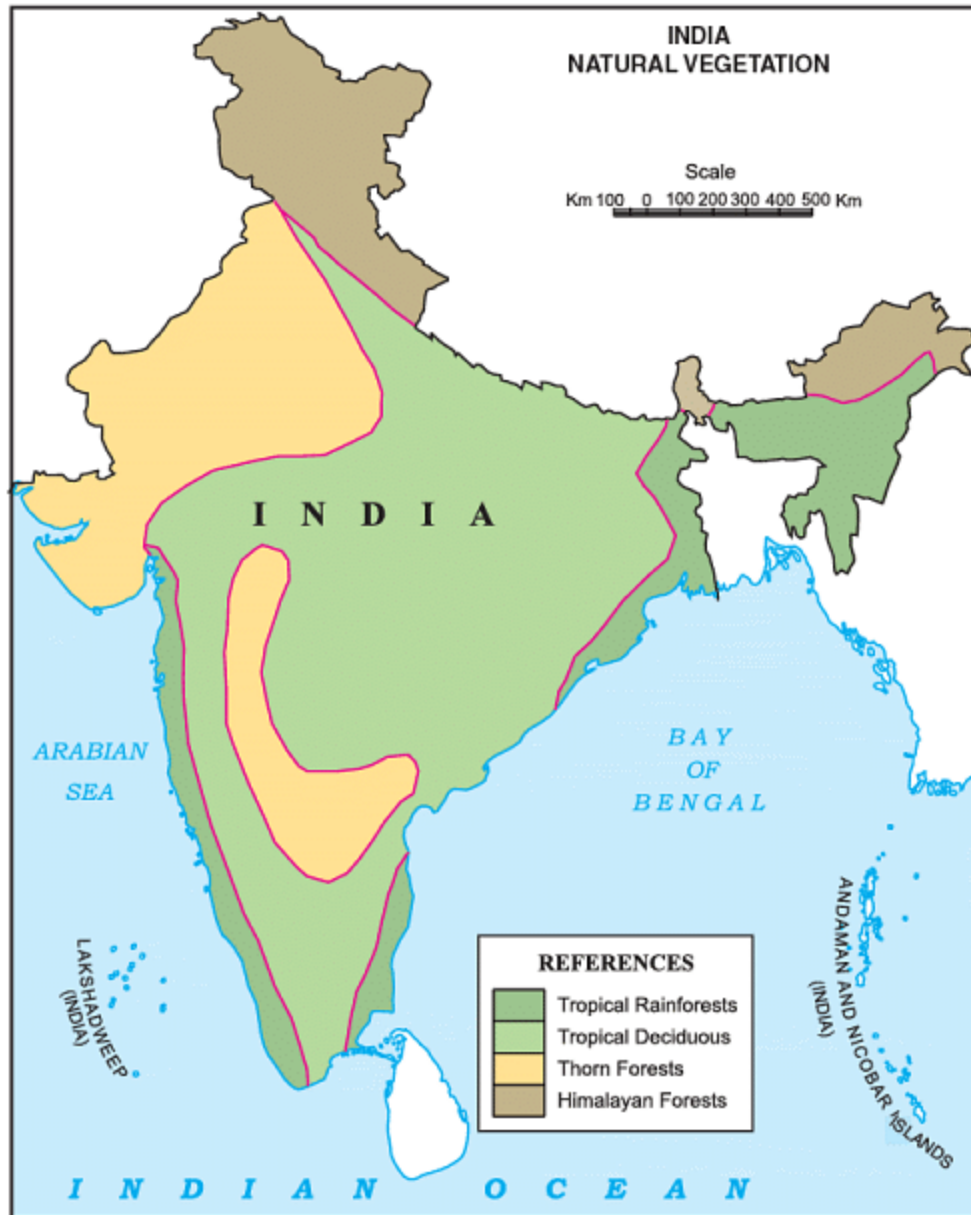 INDIA
NATURAL VEGETATION
Scale
Km 100 0 100 200 300 400 500 Km
I N D I A
ARABIAN
SEA
BAY
OF
BENGAL
LAKSHADWEEP
(INDIA)
ANDAMAN AND NICOBAR ISLANDS
(INDIA)
REFERENCES
Tropical Rainforests
Tropical Deciduous
Thorn Forests
Himalayan Forests
I N D I A N O C E A N